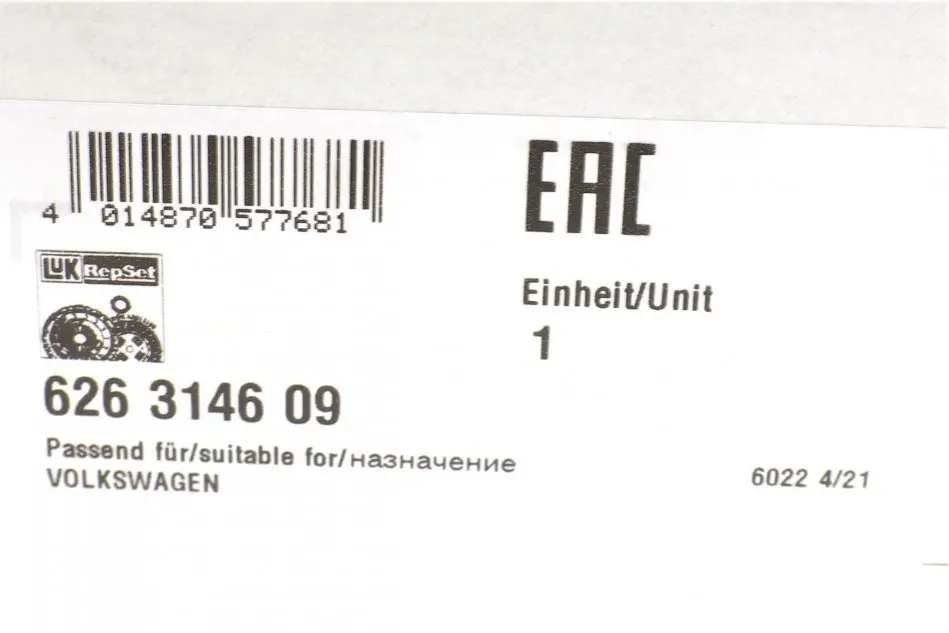 4 014870 577681
EAC
LUK RepSet
Einheit/Unit
1
626 3146 09
Passend für/suitable for/назначение
VOLKSWAGEN
6022 4/21